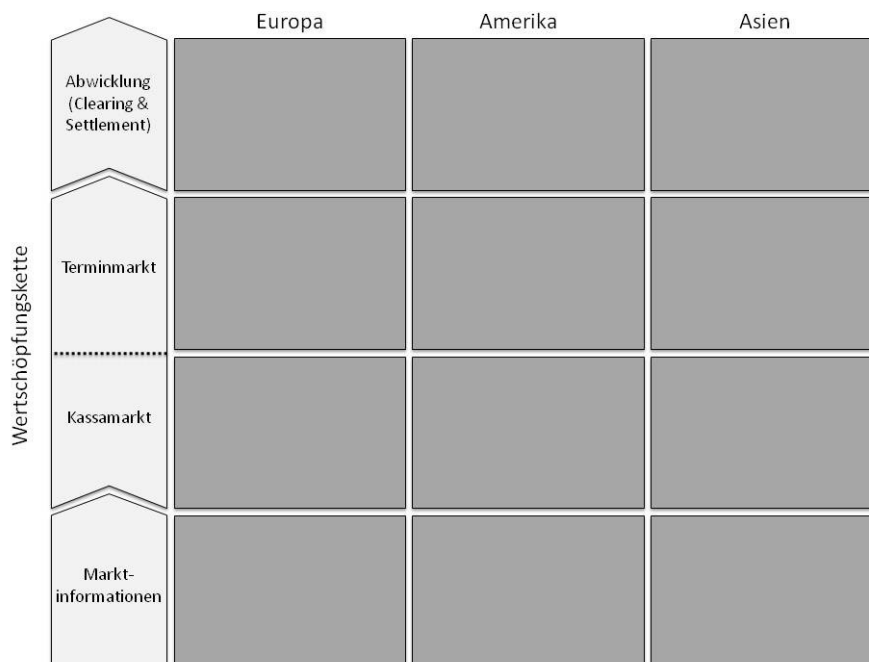 Europa
Amerika
Asien
Abwicklung
(Clearing &
Settlement)
Terminmarkt
Kassamarkt
Markt-
informationen
Wertschöpfungskette